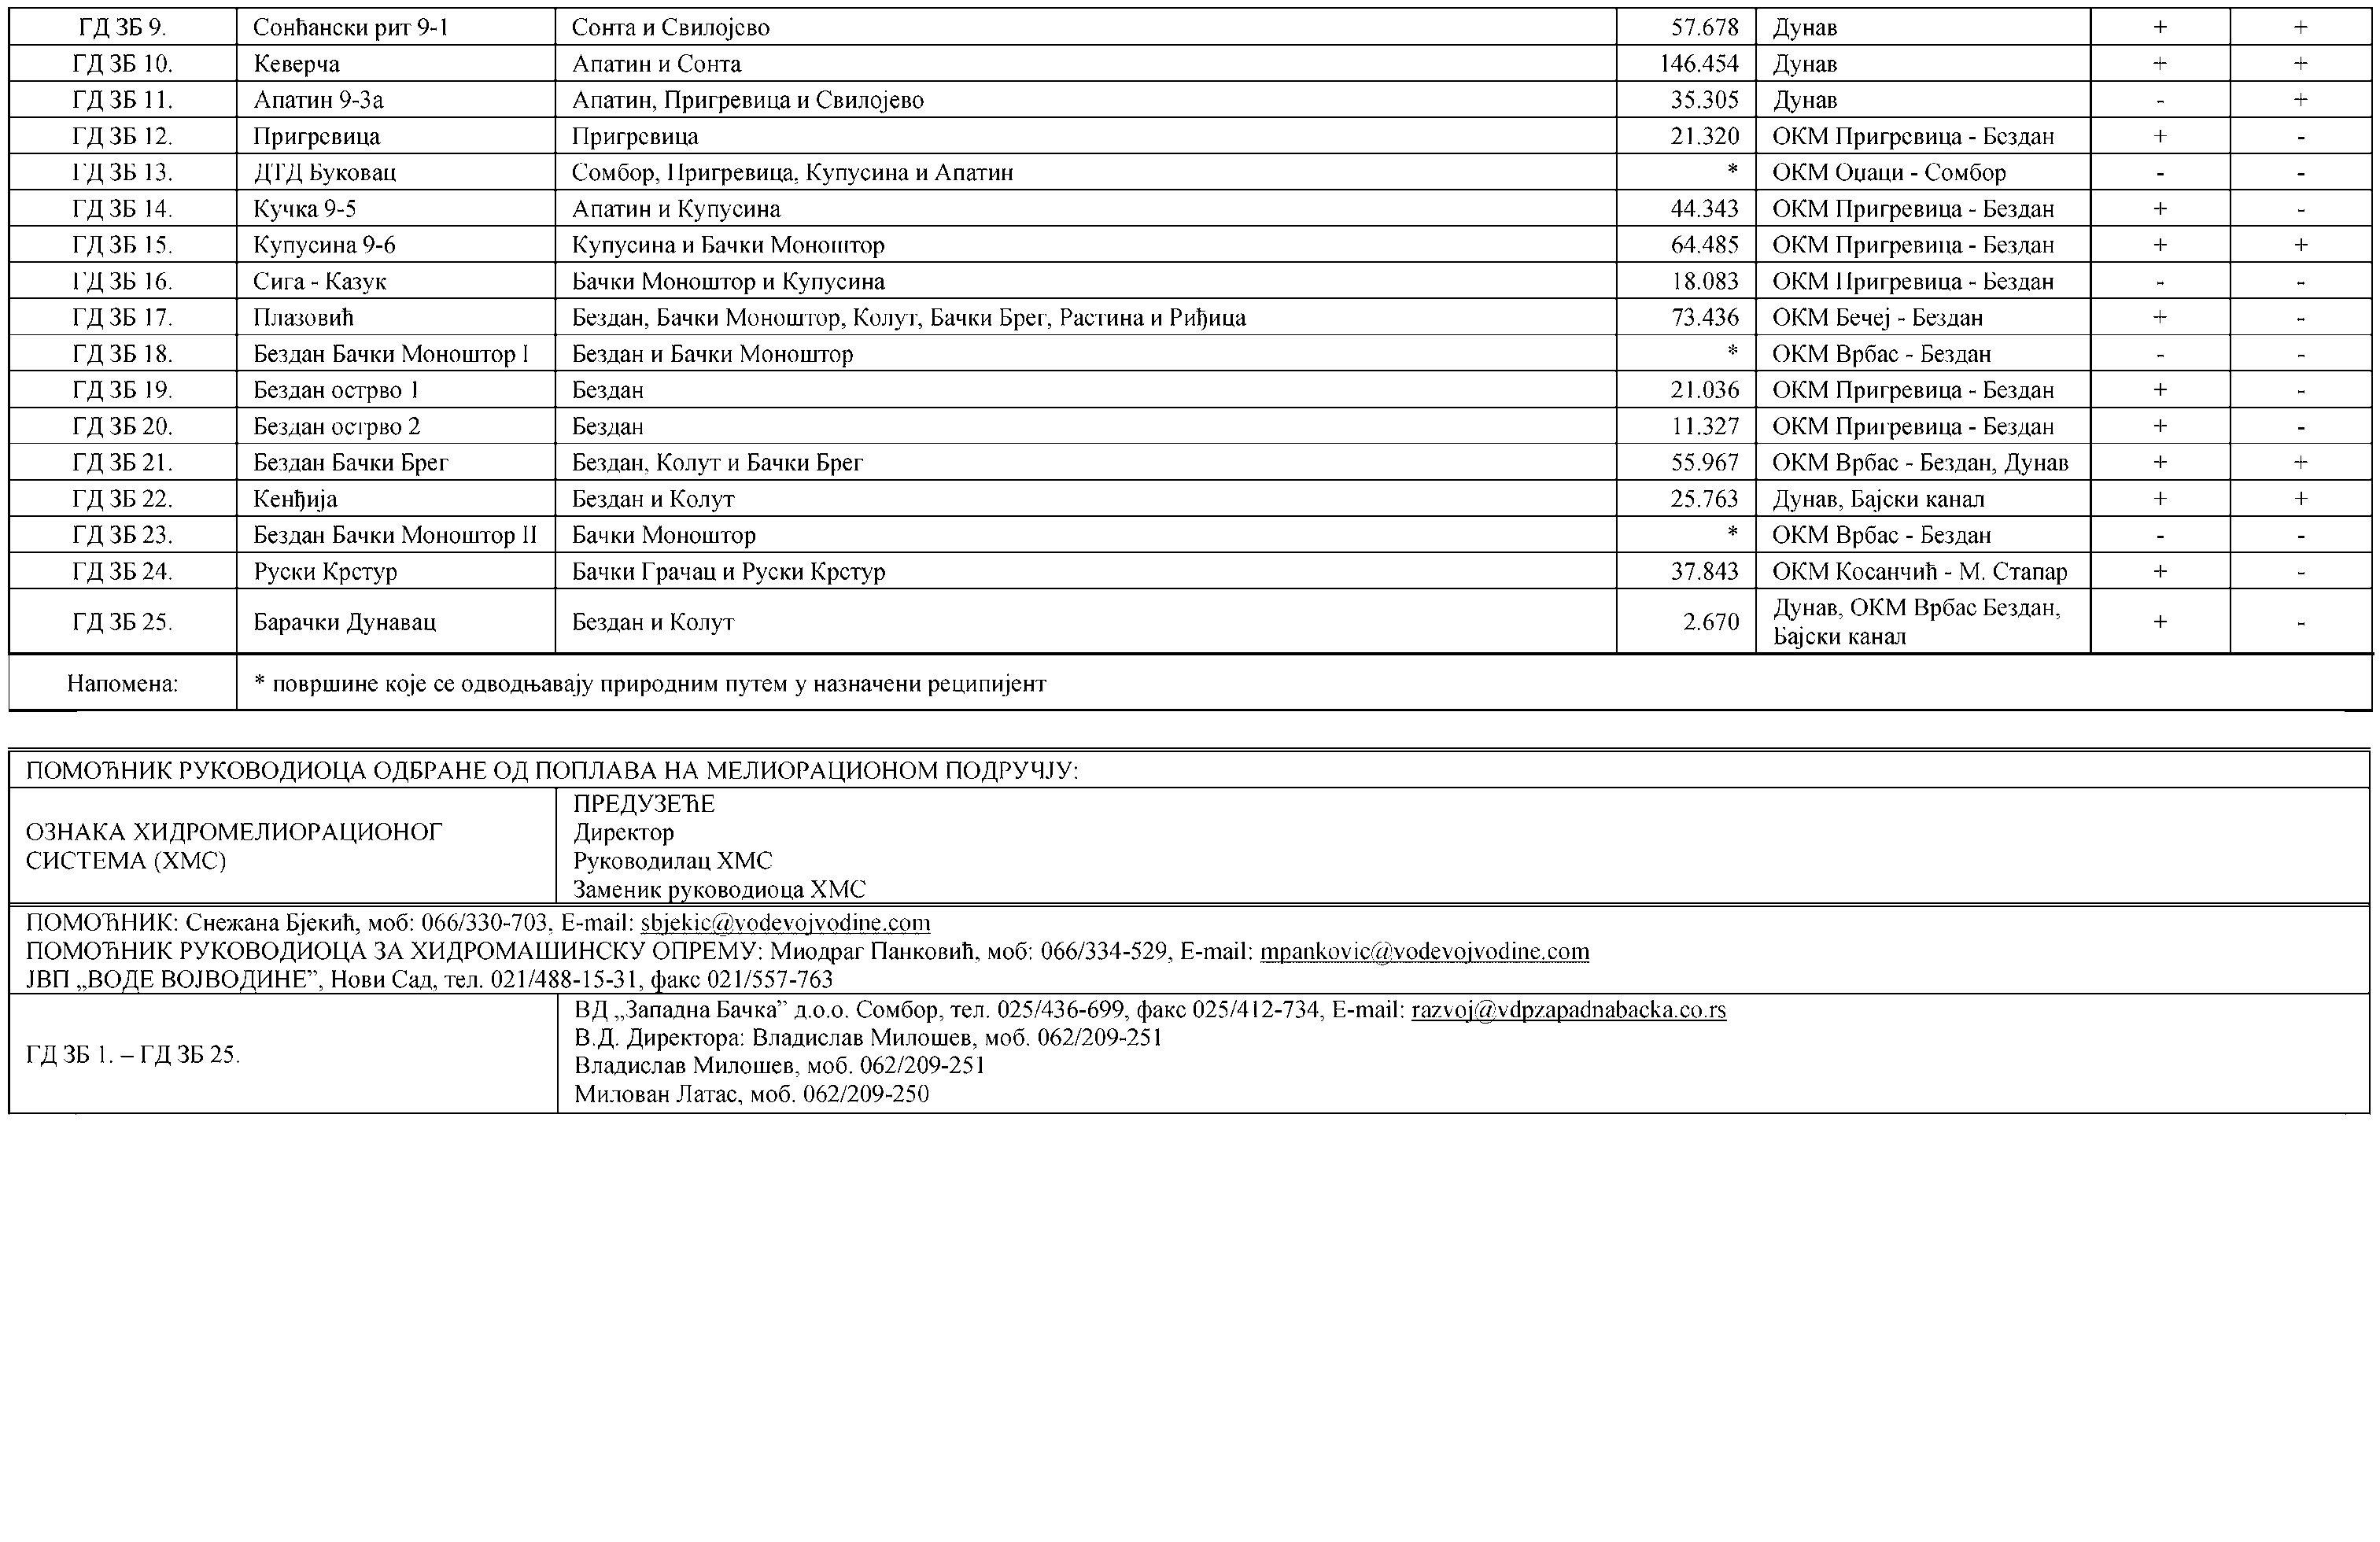 ГД ЗБ 9. Сонћански рит 9-1 Сонта и Свилојево 57.678 Дунав + +
ГД ЗБ 10. Кеверча Апатин и Сонта 146.454 Дунав + +
ГД ЗБ 11. Апатин 9-3а Апатин, Пригревица и Свилојево 35.305 Дунав - +
ГД ЗБ 12. Пригревица Пригревица 21.320 ОКМ Пригревица - Бездан + -
ГД ЗБ 13. ДТД Буковац Сомбор, Пригревица, Купусина и Апатин * ОКМ Оџаци - Сомбор - -
ГД ЗБ 14. Кучка 9-5 Апатин и Купусина 44.343 ОКМ Пригревица - Бездан + -
ГД ЗБ 15. Купусина 9-6 Купусина и Бачки Моноштор 64.485 ОКМ Пригревица - Бездан + +
ГД ЗБ 16. Сига - Казук Бачки Моноштор и Купусина 18.083 ОКМ Пригревица - Бездан - -
ГД ЗБ 17. Плазовић Бездан, Бачки Моноштор, Колут, Бачки Брег, Растина и Риђица 73.436 ОКМ Бечеј - Бездан + -
ГД ЗБ 18. Бездан Бачки Моноштор I Бездан и Бачки Моноштор * ОКМ Врбас - Бездан - -
ГД ЗБ 19. Бездан острво 1 Бездан 21.036 ОКМ Пригревица - Бездан + -
ГД ЗБ 20. Бездан острво 2 Бездан 11.327 ОКМ Пригревица - Бездан + -
ГД ЗБ 21. Бездан Бачки Брег Бездан, Колут и Бачки Брег 55.967 ОКМ Врбас - Бездан, Дунав + +
ГД ЗБ 22. Кенђија Бездан и Колут 25.763 Дунав, Бајски канал + +
ГД ЗБ 23. Бездан Бачки Моноштор II Бачки Моноштор * ОКМ Врбас - Бездан - -
ГД ЗБ 24. Руски Крстур Бачки Грачац и Руски Крстур 37.843 ОКМ Косанчић - М. Стапар + -
ГД ЗБ 25. Барачки Дунавац Бездан и Колут 2.670 Дунав, ОКМ Врбас Бездан, + -
Бајски канал
Напомена: * површине које се одводњавају природним путем у назначени реципијент
ПОМОЋНИК РУКОВОДИОЦА ОДБРАНЕ ОД ПОПЛАВА НА МЕЛИОРАЦИОНОМ ПОДРУЧЈУ:
ОЗНАКА ХИДРОМЕЛИОРАЦИОНОГ
СИСТЕМА (ХМС)
ПРЕДУЗЕЋЕ
Директор
Руководилац ХМС
Заменик руководиоца ХМС
ПОМОЋНИК: Снежана Бјекић, моб: 066/330-703, E-mail: sbjekic@vodevojvodine.com
ПОМОЋНИК РУКОВОДИОЦА ЗА ХИДРОМАШИНСКУ ОПРЕМУ: Миодраг Панковић, моб: 066/334-529, E-mail: mpankovic@vodevojvodine.com
ЈВП „ВОДЕ ВОЈВОДИНЕ”, Нови Сад, тел. 021/488-15-31, факс 021/557-763
ГД ЗБ 1. – ГД ЗБ 25.
ВД „Западна Бачка” д.о.о. Сомбор, тел. 025/436-699, факс 025/412-734, E-mail: razvoj@vdpzapadnabacka.co.rs
В.Д. Директора: Владислав Милошев, моб. 062/209-251
Владислав Милошев, моб. 062/209-251
Милован Латас, моб. 062/209-250